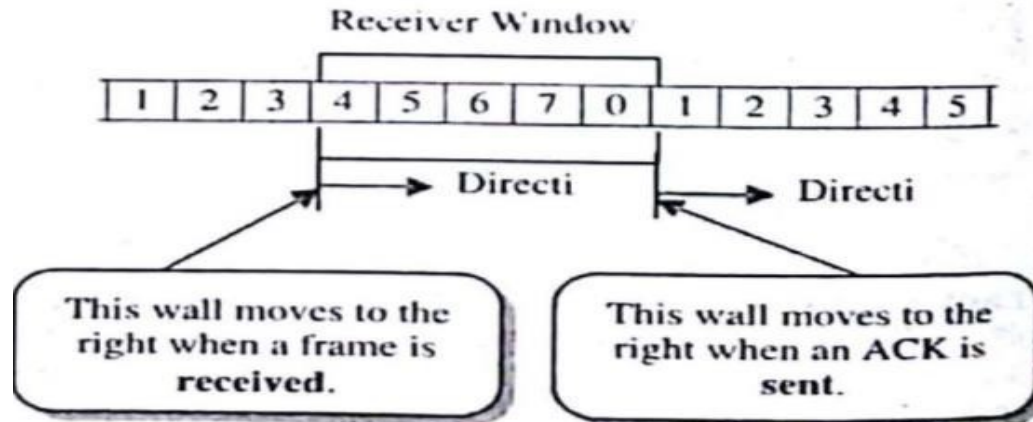 Receiver Window
1 2 3 4 5 6 7 0 1 2 3 4 5
Directi
Directi
This wall moves to the
right when a frame is
received.
This wall moves to the
right when an ACK is
sent.